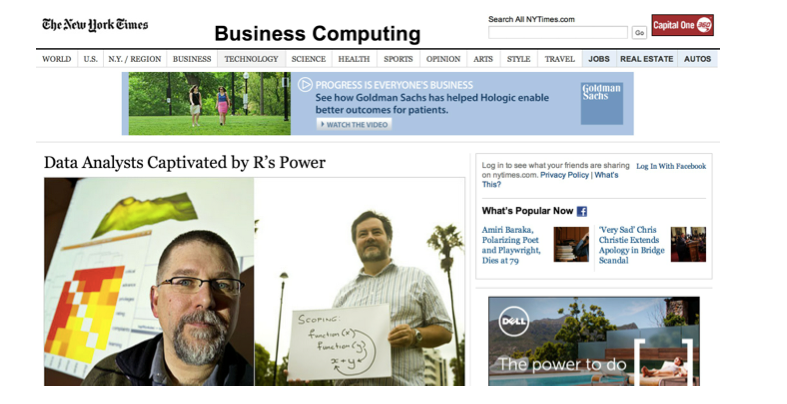 The New York Times
Business Computing
Search All NYTimes.com
Go
Capital One 360
WORLD U.S. N.Y. / REGION BUSINESS TECHNOLOGY SCIENCE HEALTH SPORTS OPINION ARTS STYLE TRAVEL JOBS REAL ESTATE AUTOS
PROGRESS IS EVERYONE'S BUSINESS
See how Goldman Sachs has helped Hologic enable
better outcomes for patients.
WATCH THE VIDEO
Goldman
Sachs
Data Analysts Captivated by R's Power
SCOPING:
function(x)
function(y)
x+y
Log in to see what your friends are sharing
on nytimes.com. Privacy Policy | What's
This?
Log In With Facebook
What's Popular Now
Amiri Baraka,
Polarizing Poet
and Playwright,
Dies at 79
'Very Sad' Chris
Christie Extends
Apology in Bridge
Scandal
DELL
The power to do